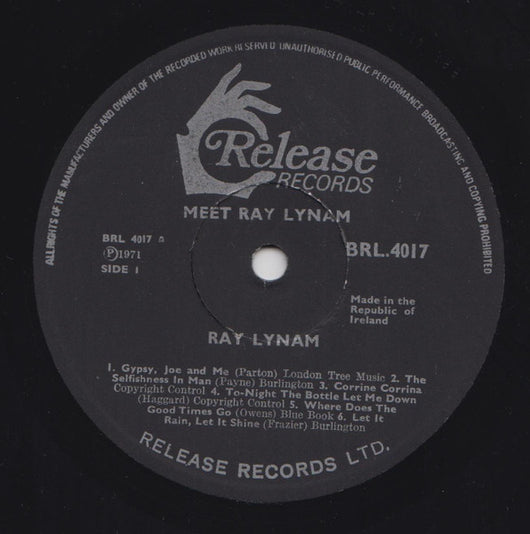 ALL RIGHTS OF THE MANUFACTURERS AND OWNER OF THE RECORDED WORK RESERVED UNAUTHORISED PUBLIC PERFORMANCE BROADCASTING AND COPYING PROHIBITED
Release
RECORDS
MEET RAY LYNAM
BRL 4017 A
Ⓟ1971
SIDE 1
BRL.4017
Made in the
Republic of
Ireland
RAY LYNAM
1. Gypsy, Joe and Me (Parton) London Tree Music 2. The
Selfishness In Man (Payne) Burlington 3. Corrine Corrina
Copyright Control 4. To-Night The Bottle Let Me Down
(Haggard) Copyright Control 5. Where Does The
Good Times Go (Owens) Blue Book 6. Let It
Rain, Let It Shine (Frazier) Burlington
RELEASE RECORDS LTD.